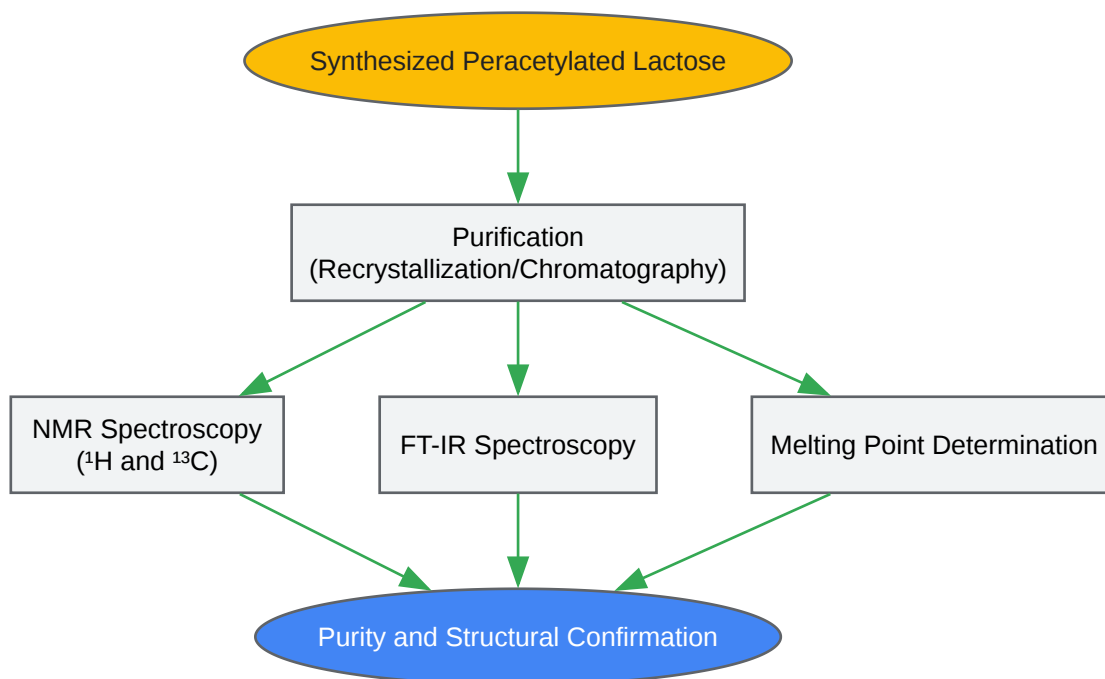 Synthesized Peracetylated Lactose
Purification
(Recrystallization/Chromatography)
NMR Spectroscopy
(¹H and ¹³C)
FT-IR Spectroscopy
Melting Point Determination
Purity and Structural Confirmation